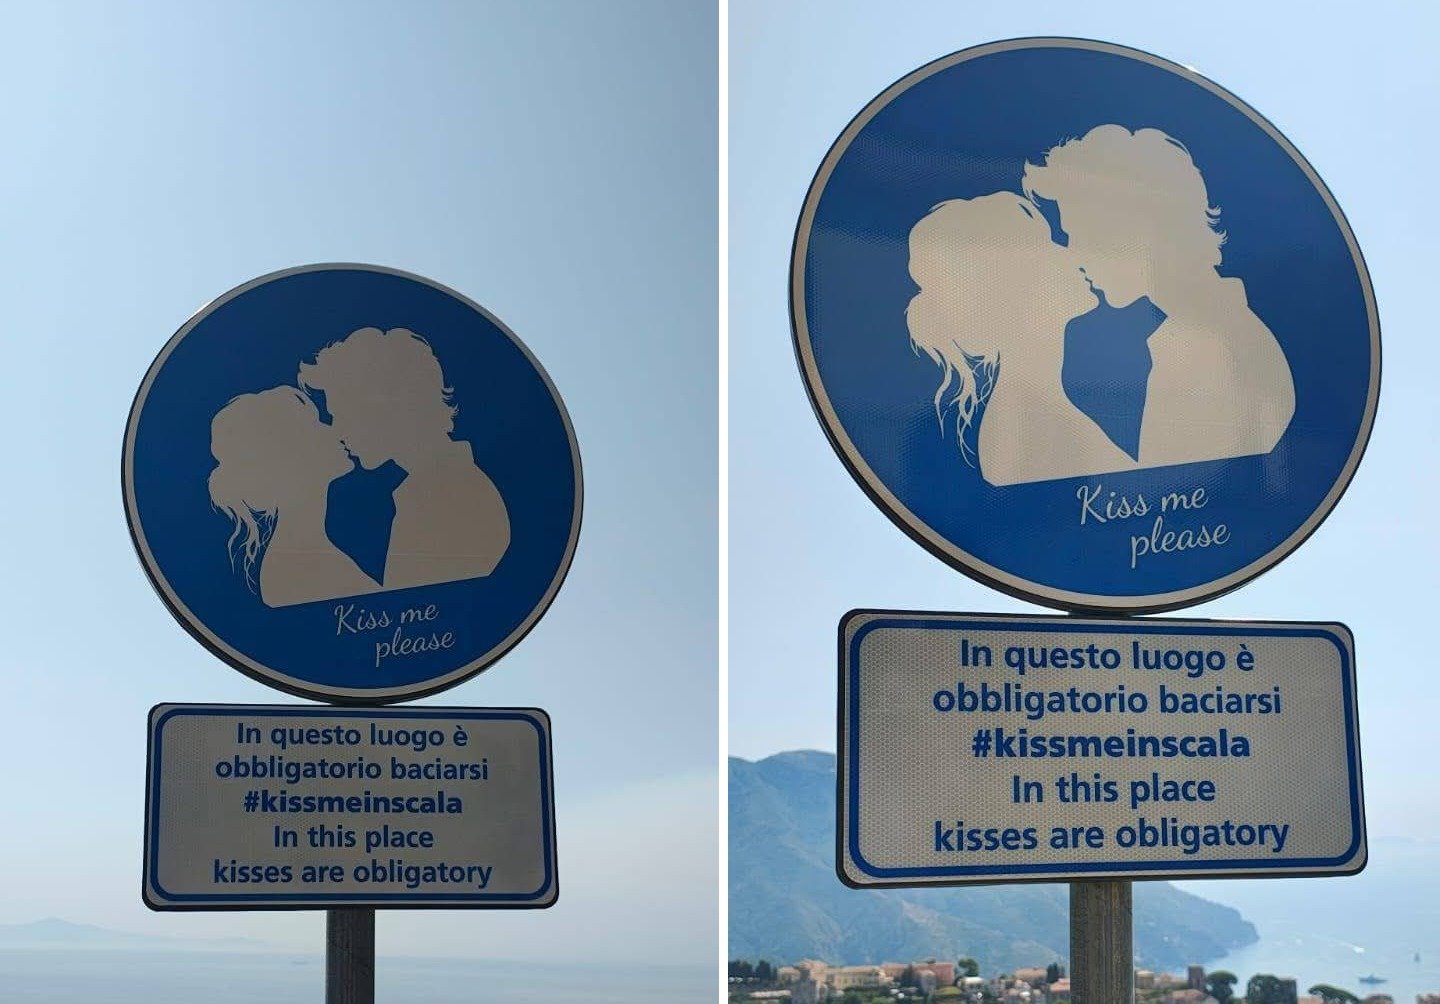 Kiss me
please
In questo luogo è
obbligatorio baciarsi
#kissmeinscala
In this place
kisses are obligatory
Kiss me
please
In questo luogo è
obbligatorio baciarsi
#kissmeinscala
In this place
kisses are obligatory